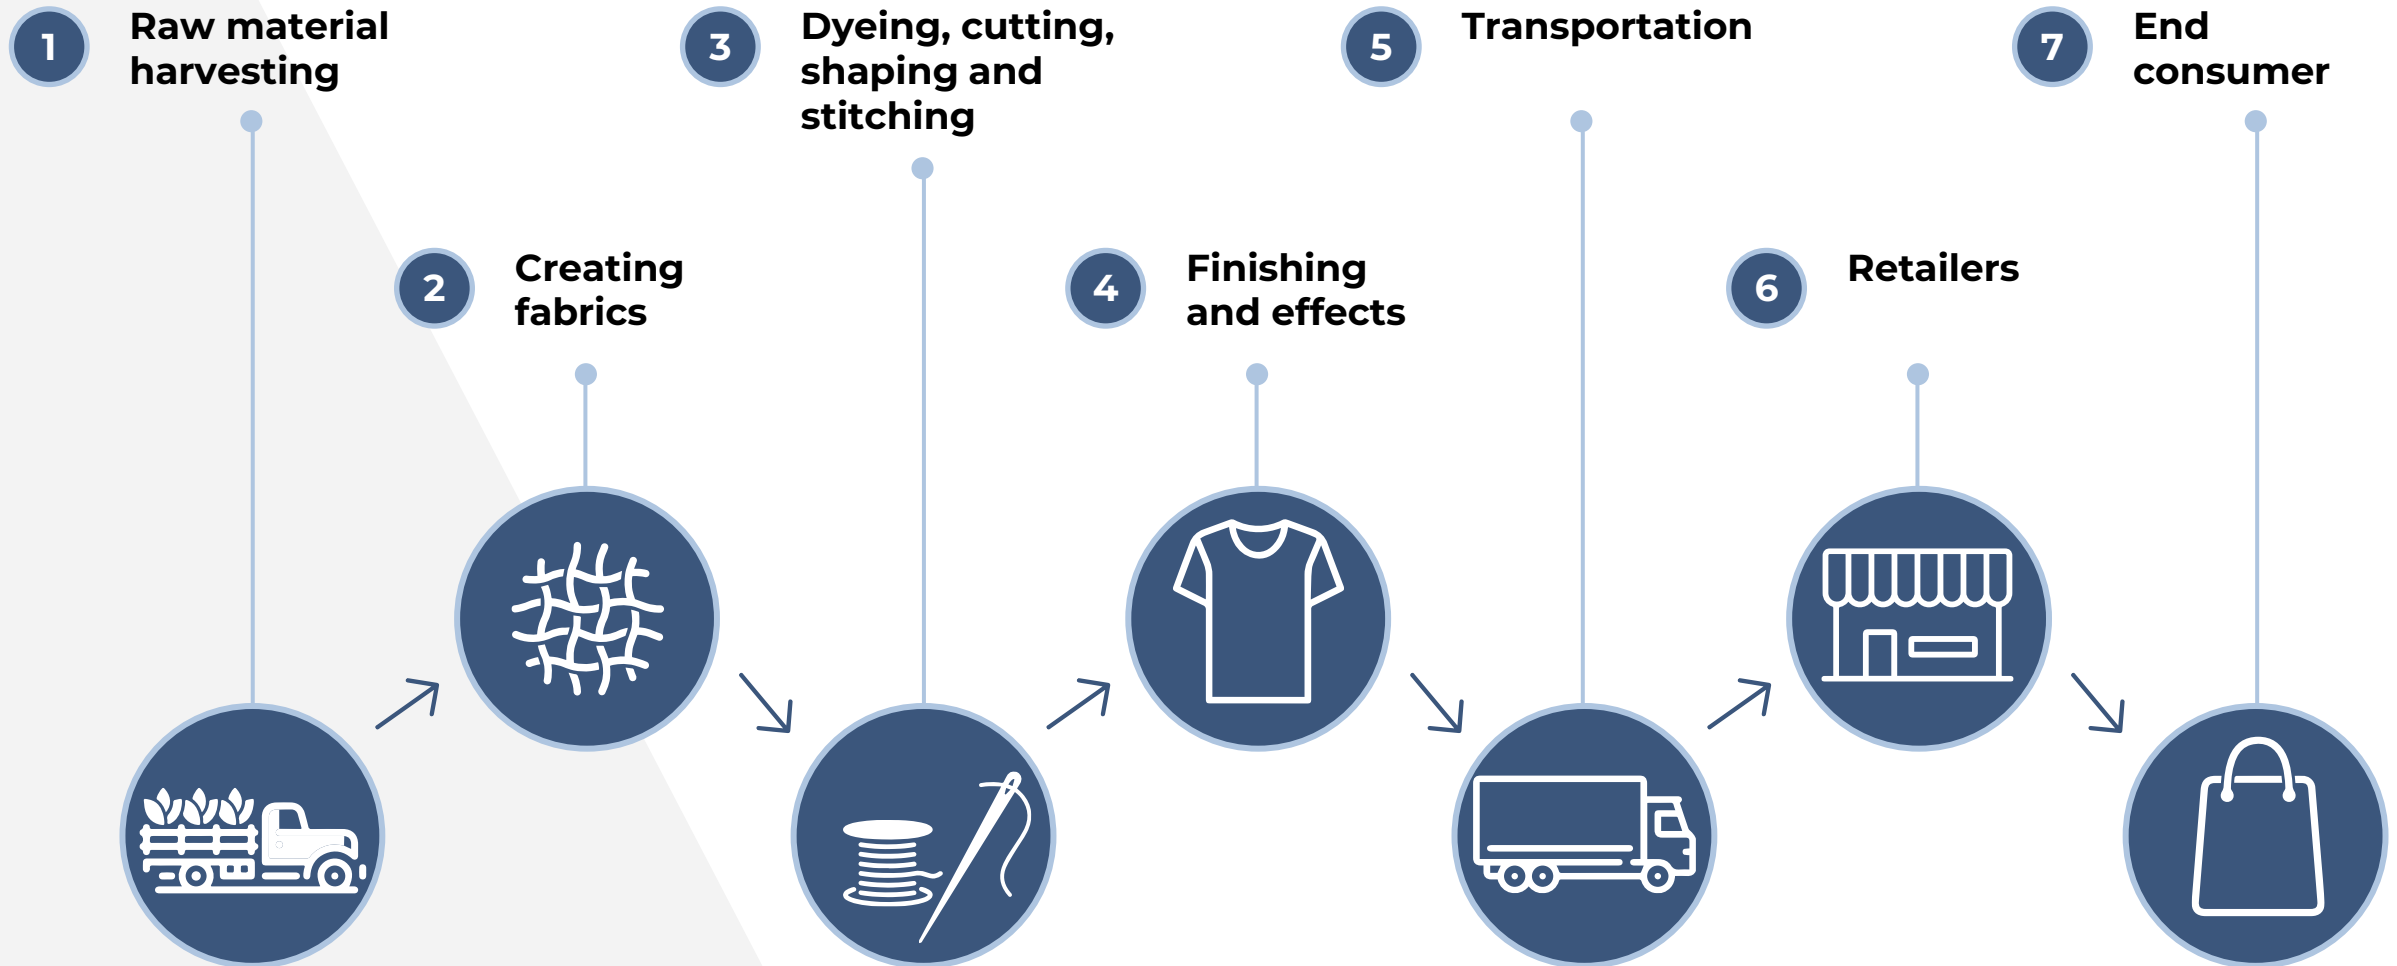 1
Raw material
harvesting
2
Creating
fabrics
3
Dyeing, cutting,
shaping and
stitching
4
Finishing
and effects
5
Transportation
6
Retailers
7
End
consumer